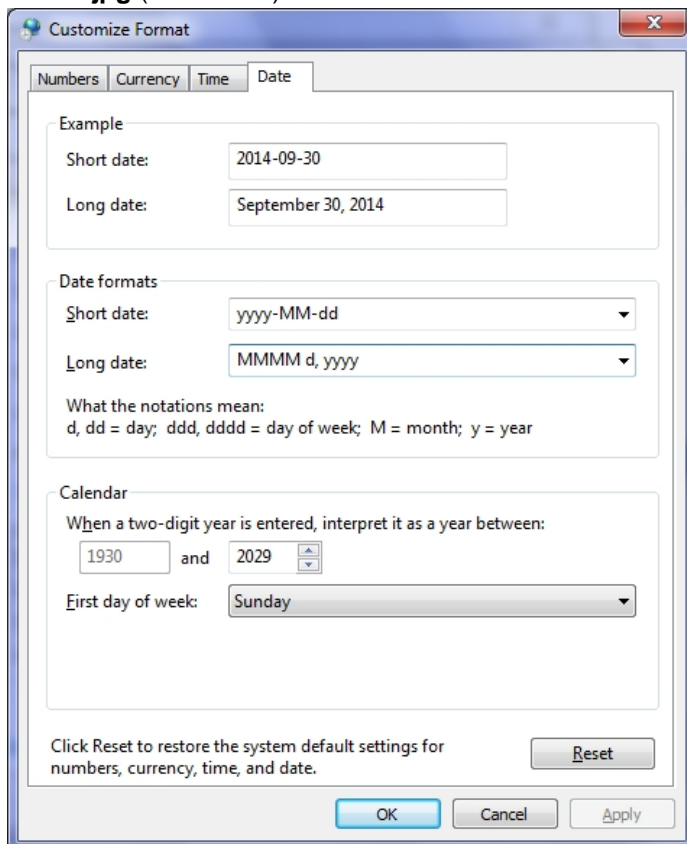 Customize Format
Numbers Currency Time Date
Example
Short date: 2014-09-30
Long date: September 30, 2014
Date formats
Short date: yyyy-MM-dd
Long date: MMMM d, yyyy
What the notations mean:
d, dd = day; ddd, dddd = day of week; M = month; y = year
Calendar
When a two-digit year is entered, interpret it as a year between:
1930 and 2029
First day of week: Sunday
Click Reset to restore the system default settings for
numbers, currency, time, and date.
Reset
OK Cancel Apply